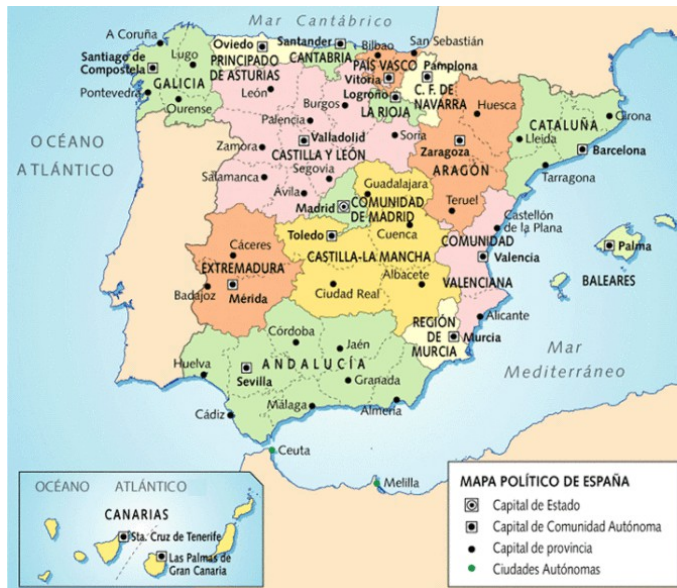 Mar Cantábrico
A Coruña
Oviedo
Santander
San Sebastián
Bilbao
Santiago de
Compostela
Lugo
PRINCIPADO
DE ASTURIAS
CANTABRIA
PAÍS VASCO
Pamplona
Vitoria
GALICIA
León
Logroño
C. F. DE
NAVARRA
Pontevedra
Ourense
Burgos
LA RIOJA
Huesca
Palencia
CATALUÑA
Girona
OCÉANO
ATLÁNTICO
Valladolid
Soria
Lleida
Zamora
CASTILLA Y LEÓN
Zaragoza
Barcelona
Segovia
ARAGÓN
Salamanca
Tarragona
Ávila
Guadalajara
Madrid
COMUNIDAD
DE MADRID
Teruel
Castellón
de la Plana
Toledo
Cuenca
COMUNIDAD
Palma
Cáceres
EXTREMADURA
CASTILLA-LA MANCHA
Valencia
BALEARES
Albacete
VALENCIANA
Badajoz
Mérida
Ciudad Real
Alicante
REGIÓN
DE
MURCIA
Murcia
Córdoba
Jaén
Mar
Mediterráneo
Huelva
ANDALUCÍA
Sevilla
Granada
Cádiz
Málaga
Almería
Ceuta
Melilla
OCÉANO ATLÁNTICO
CANARIAS
Sta. Cruz de Tenerife
Las Palmas de
Gran Canaria
MAPA POLÍTICO DE ESPAÑA
Capital de Estado
Capital de Comunidad Autónoma
Capital de provincia
Ciudades Autónomas